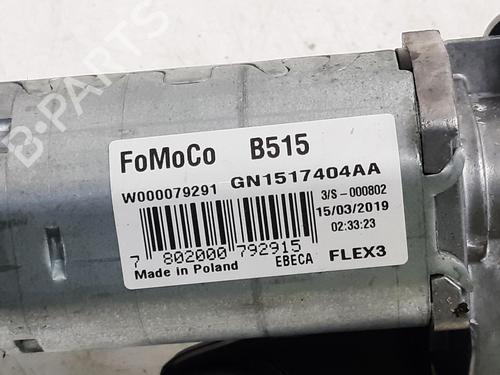 B-PARTS
FoMoCo B515
W000079291 GN1517404AA
3/S-000802
15/03/2019
02:33:23
7 802000 792915
Made in Poland EBECA FLEX3